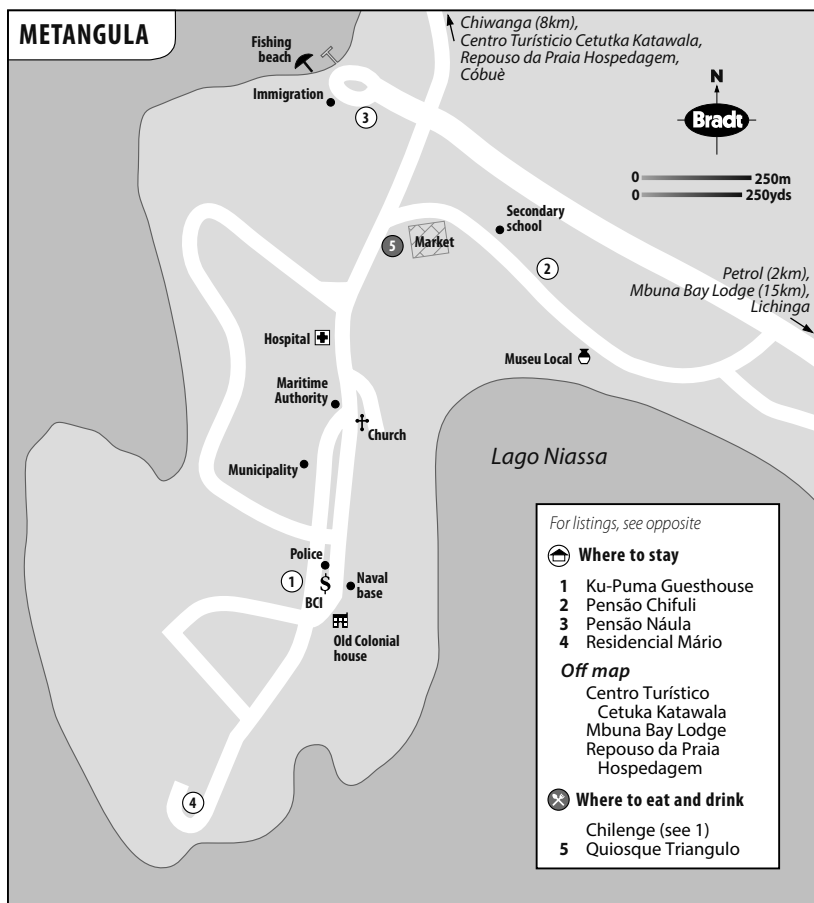 METANGULA
Chiwanga (8km),
Centro Turísticio Cetutka Katawala,
Repouso da Praia Hospedagem,
Cóbuè
Fishing
beach
Immigration
3
N
Bradt
0 250m
0 250yds
Secondary
school
5
Market
2
Petrol (2km),
Mbuna Bay Lodge (15km),
Lichinga
Hospital
Museu Local
Maritime
Authority
Church
Municipality
Lago Niassa
Police
1
$
BCI
Naval
base
Old Colonial
house
4
For listings, see opposite
Where to stay
1 Ku-Puma Guesthouse
2 Pensão Chifuli
3 Pensão Náula
4 Residencial Mário
Off map
Centro Turístico
Cetuka Katawala
Mbuna Bay Lodge
Repouso da Praia
Hospedagem
Where to eat and drink
Chilenge (see 1)
5 Quiosque Triangulo